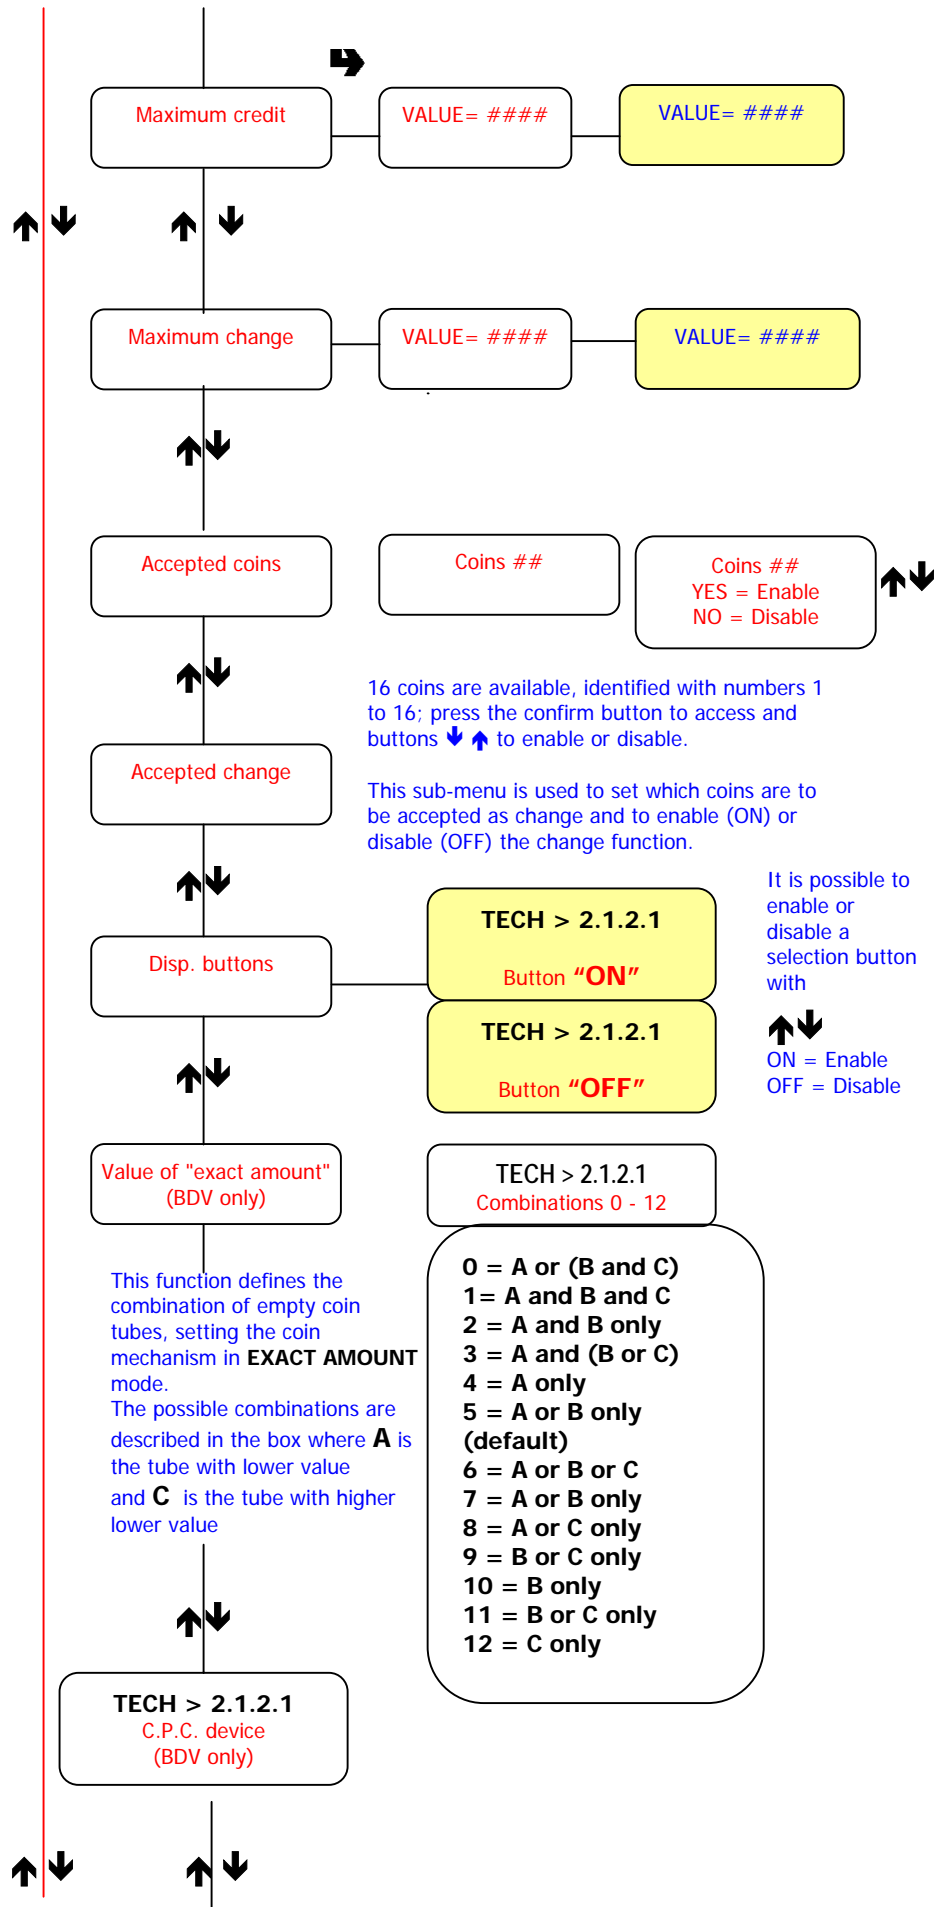 Maximum credit
VALUE= ####
VALUE= ####
Maximum change
VALUE= ####
VALUE= ####
Accepted coins
Coins ##
Coins ##
YES = Enable
NO = Disable
16 coins are available, identified with numbers 1
to 16; press the confirm button to access and
buttons 🡫 🡩 to enable or disable.
Accepted change
This sub-menu is used to set which coins are to
be accepted as change and to enable (ON) or
disable (OFF) the change function.
Disp. buttons
TECH > 2.1.2.1
Button "ON"
TECH > 2.1.2.1
Button "OFF"
It is possible to
enable or
disable a
selection button
with
ON = Enable
OFF = Disable
Value of "exact amount"
(BDV only)
TECH > 2.1.2.1
Combinations 0 - 12
This function defines the
combination of empty coin
tubes, setting the coin
mechanism in EXACT AMOUNT
mode.
The possible combinations are
described in the box where A is
the tube with lower value
and C is the tube with higher
lower value
0 = A or (B and C)
1= A and B and C
2 = A and B only
3 = A and (B or C)
4 = A only
5 = A or B only
(default)
6 = A or B or C
7 = A or B only
8 = A or C only
9 = B or C only
10 = B only
11 = B or C only
12 = C only
TECH > 2.1.2.1
C.P.C. device
(BDV only)